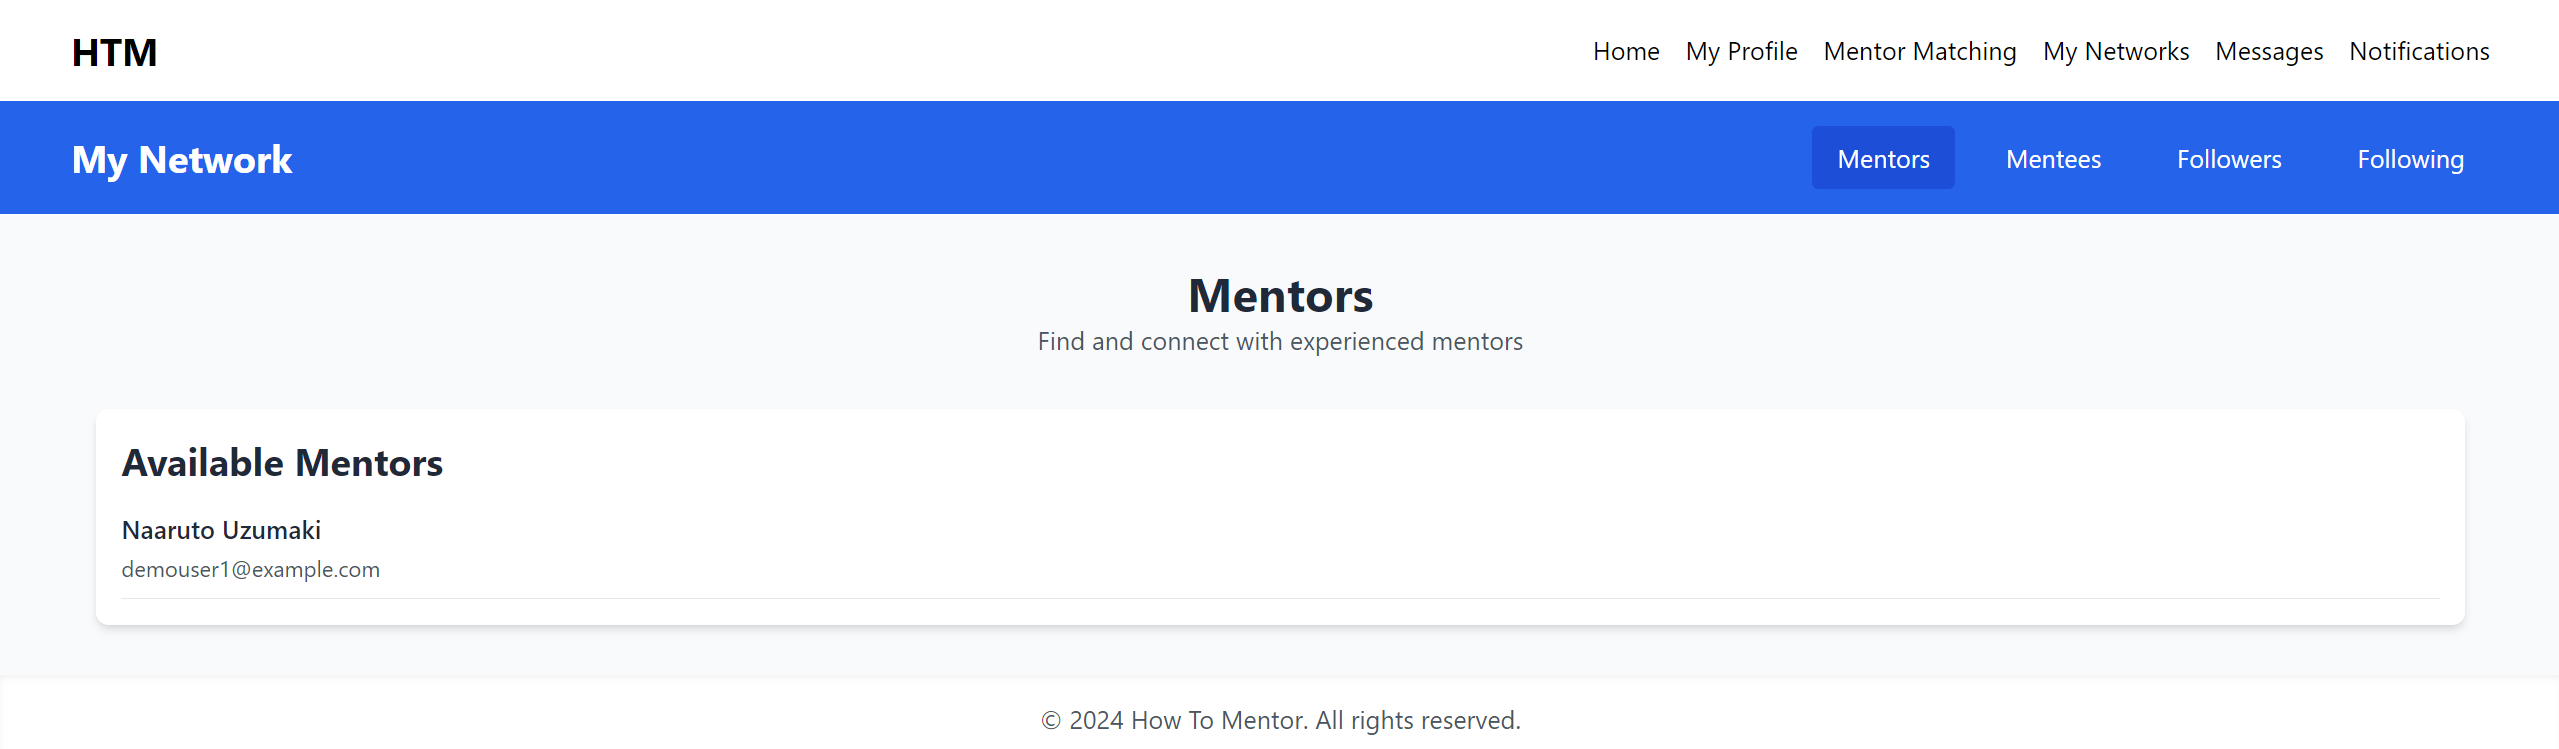 HTM
Home My Profile Mentor Matching My Networks Messages Notifications
My Network
Mentors Mentees Followers Following
Mentors
Find and connect with experienced mentors
Available Mentors
Naaruto Uzumaki
demouser1@example.com
© 2024 How To Mentor. All rights reserved.